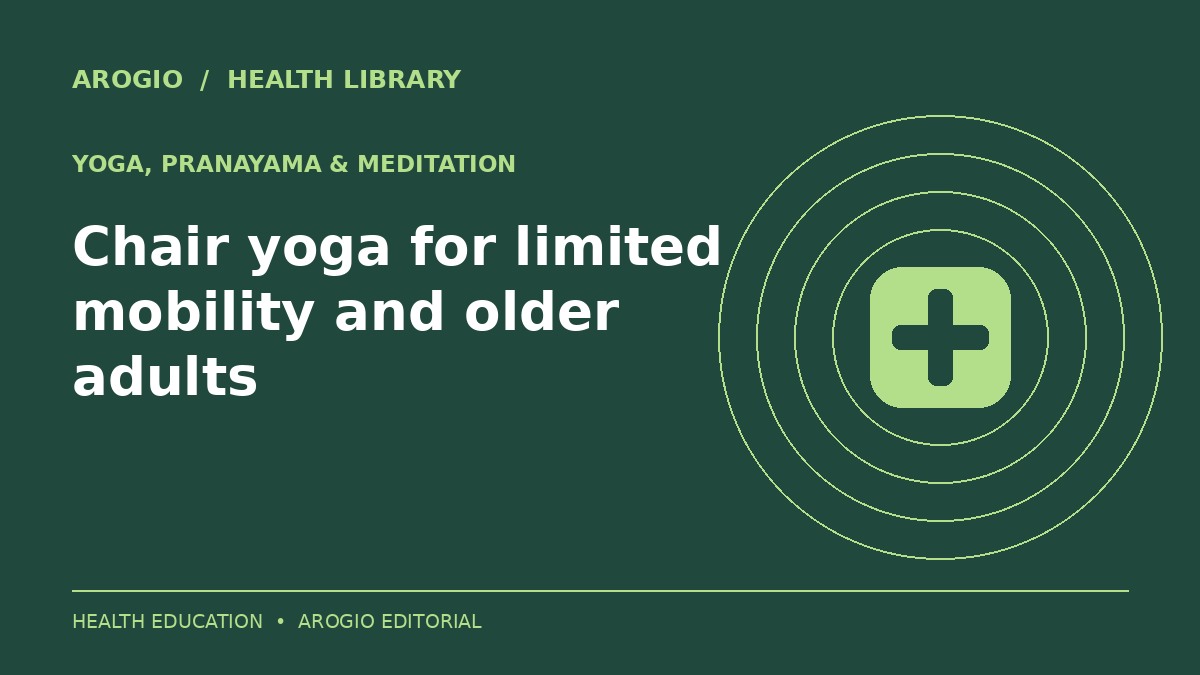 AROGIO / HEALTH LIBRARY
YOGA, PRANAYAMA & MEDITATION
Chair yoga for limited
mobility and older
adults
HEALTH EDUCATION • AROGIO EDITORIAL